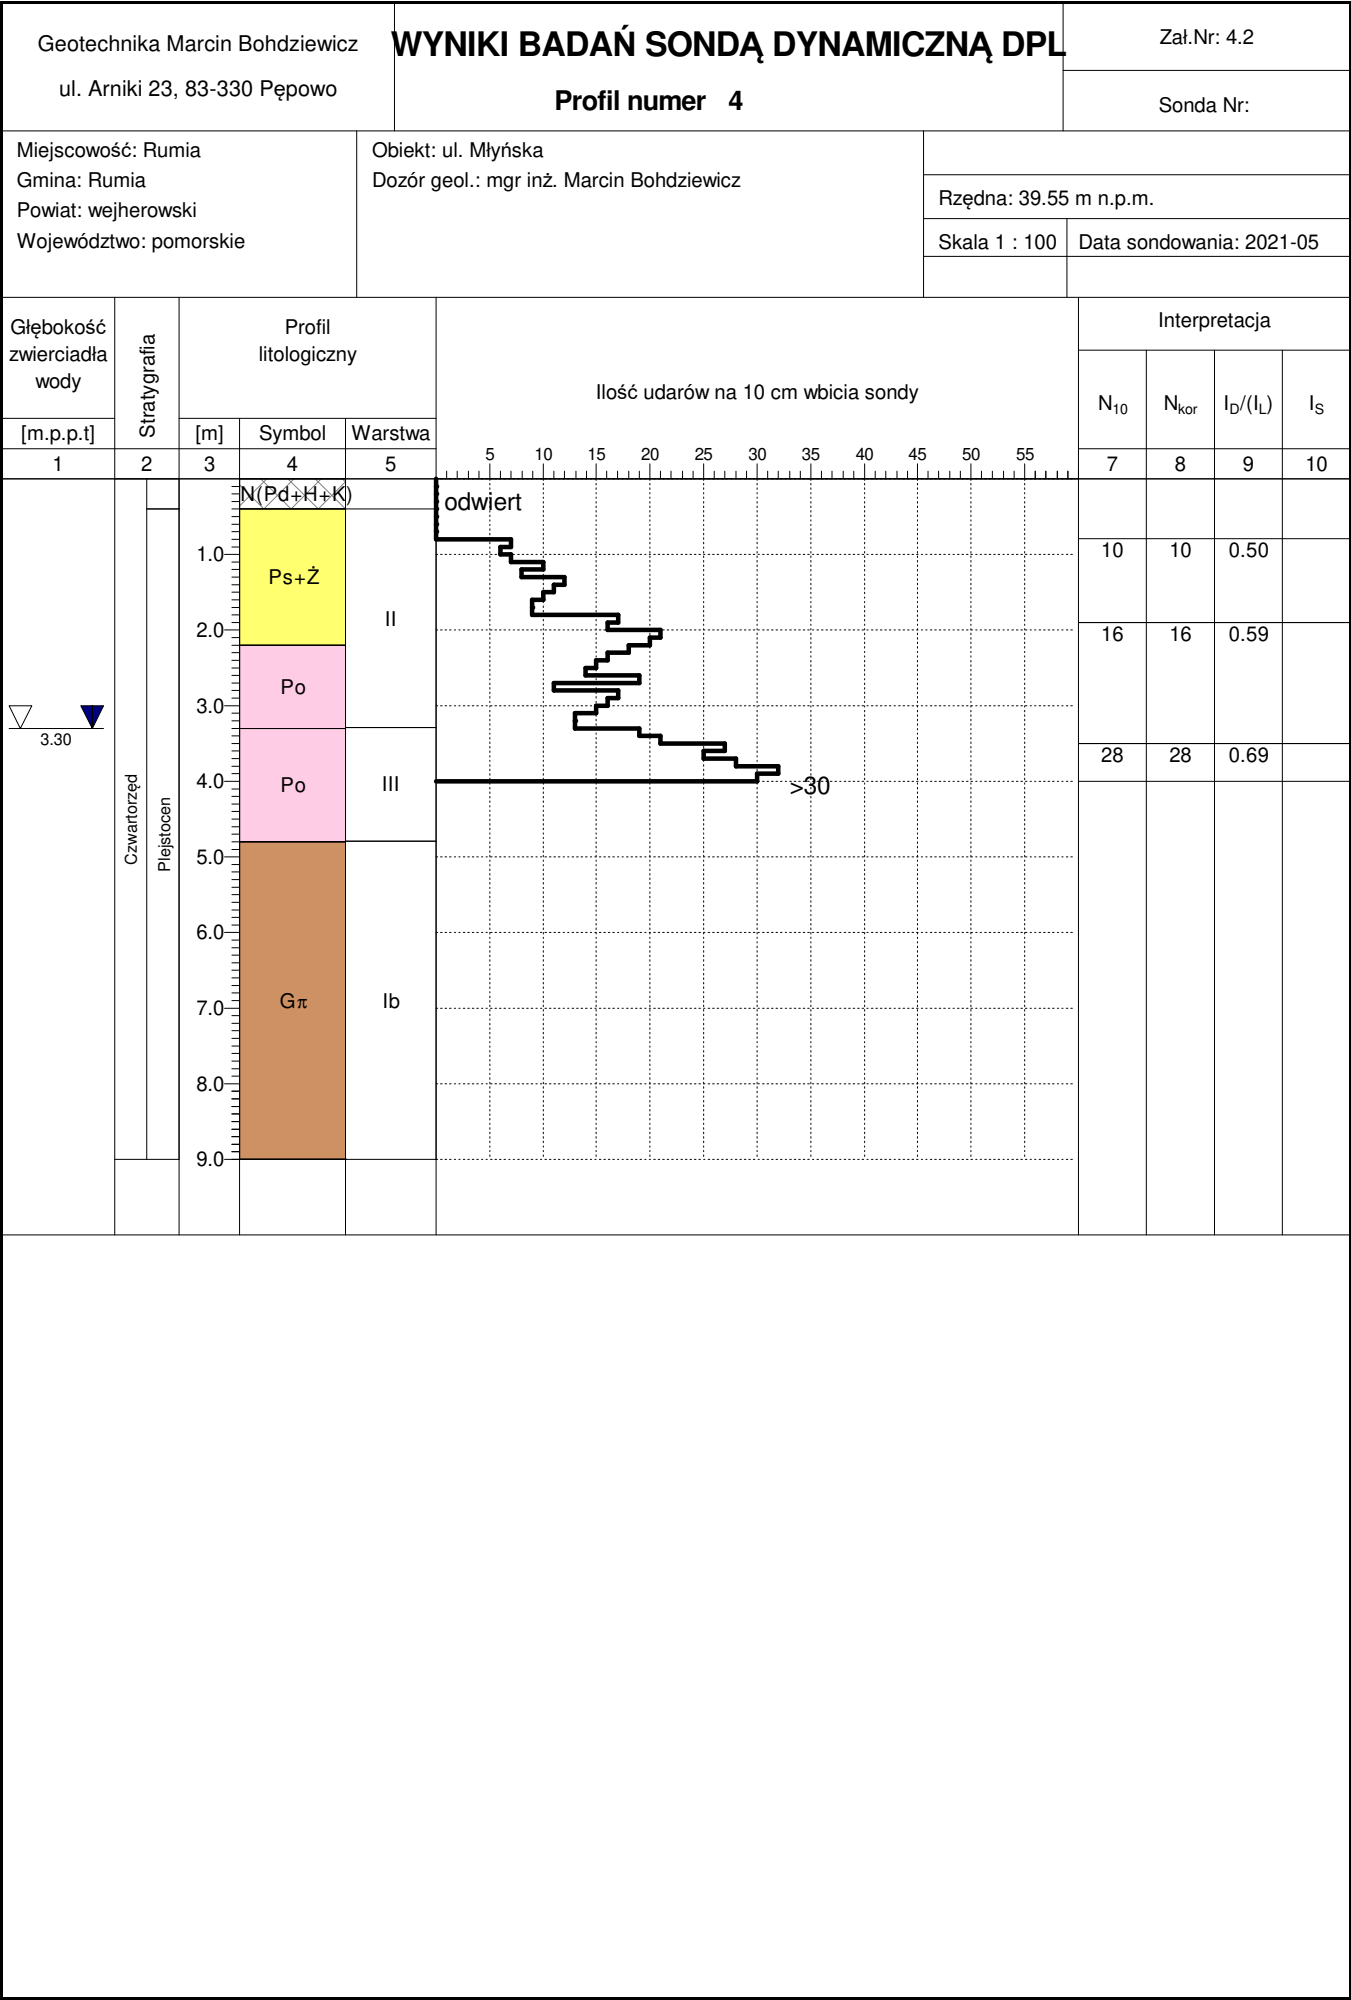 Geotechnika Marcin Bohdziewicz
ul. Arniki 23, 83-330 Pępowo
WYNIKI BADAŃ SONDĄ DYNAMICZNĄ DPL
Profil numer 4
Zał.Nr: 4.2
Sonda Nr:
Miejscowość: Rumia
Gmina: Rumia
Powiat: wejherowski
Województwo: pomorskie
Obiekt: ul. Młyńska
Dozór geol.: mgr inż. Marcin Bohdziewicz
Rzędna: 39.55 m n.p.m.
Skala 1 : 100
Data sondowania: 2021-05
Głębokość
zwierciadła
wody
[m.p.p.t]
Stratygrafia
Profil
litologiczny
[m] Symbol Warstwa
Ilość udarów na 10 cm wbicia sondy
Interpretacja
N10 Nkor ID/(IL) IS
5 10 15 20 25 30 35 40 45 50 55
1 2 3 4 5 7 8 9 10
N(Pd+H+K)
odwiert
1.0
10 10 0.50
Ps+Ż
II
2.0
16 16 0.59
Po
3.0
3.30
28 28 0.69
4.0
Po
III
>30
Czwartorzęd
Plejstocen
5.0
6.0
7.0
Gπ
Ib
8.0
9.0